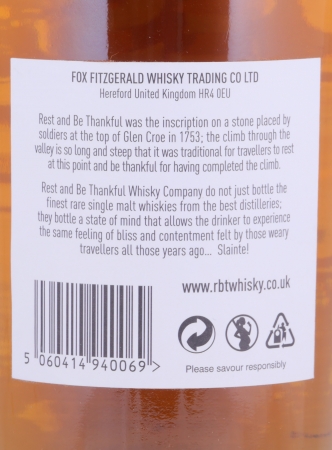 FOX FITZGERALD WHISKY TRADING CO LTD
Hereford United Kingdom HR4 0EU
Rest and Be Thankful was the inscription on a stone placed by
soldiers at the top of Glen Croe in 1753; the climb through the
valley is so long and steep that it was traditional for travellers to rest
at this point and be thankful for having completed the climb.
Rest and Be Thankful Whisky Company do not just bottle the
finest rare single malt whiskies from the best distilleries;
they bottle a state of mind that allows the drinker to experience
the same feeling of bliss and contentment felt by those weary
travellers all those years ago... Slainte!
www.rbtwhisky.co.uk
5 060414 940069 >
Please savour responsibly